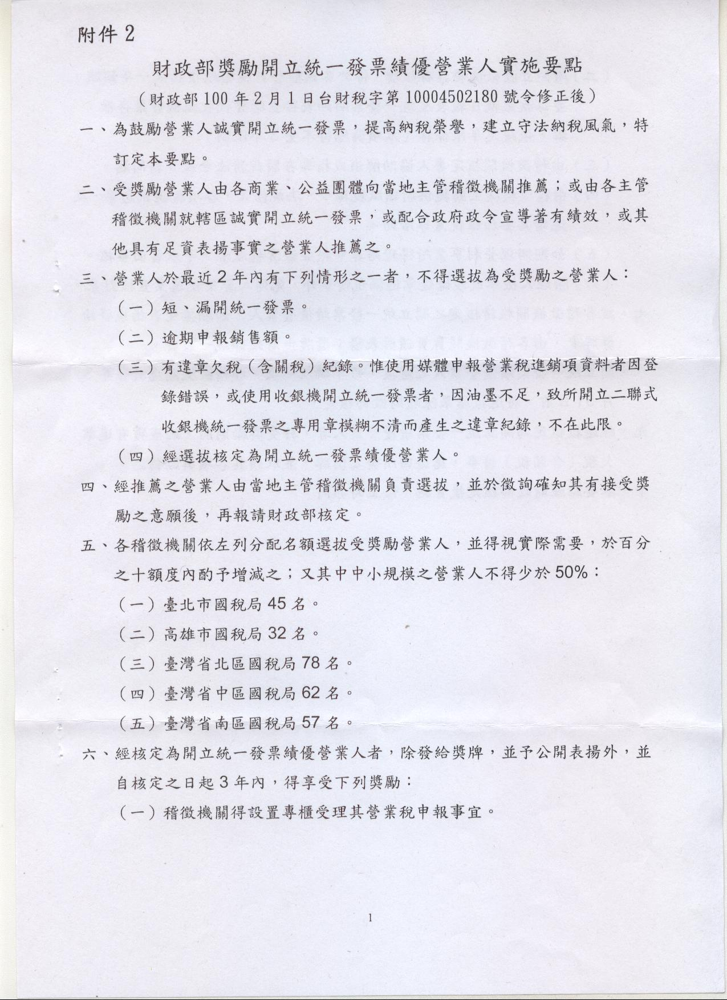 附件 2
財政部獎勵開立統一發票績優營業人實施要點
（財政部 100 年 2 月 1 日台財稅字第 10004502180 號令修正後）
一、為鼓勵營業人誠實開立統一發票，提高納稅榮譽，建立守法納稅風氣，特
訂定本要點。
二、受獎勵營業人由各商業、公益團體向當地主管稽徵機關推薦；或由各主管
稽徵機關就轄區誠實開立統一發票，或配合政府政令宣導著有績效，或其
他具有足資表揚事實之營業人推薦之。
三、營業人於最近 2 年內有下列情形之一者，不得選拔為受獎勵之營業人：
（一）短、漏開統一發票。
（二）逾期申報銷售額。
（三）有違章欠稅（含關稅）紀錄。惟使用媒體申報營業稅進銷項資料者因登
錄錯誤，或使用收銀機開立統一發票者，因油墨不足，致所開立二聯式
收銀機統一發票之專用章模糊不清而產生之違章紀錄，不在此限。
（四）經選拔核定為開立統一發票績優營業人。
四、經推薦之營業人由當地主管稽徵機關負責選拔，並於徵詢確知其有接受獎
勵之意願後，再報請財政部核定。
五、各稽徵機關依左列分配名額選拔受獎勵營業人，並得視實際需要，於百分
之十額度內酌予增減之；又其中中小規模之營業人不得少於 50%：
（一）臺北市國稅局 45 名。
（二）高雄市國稅局 32 名。
（三）臺灣省北區國稅局 78 名。
（四）臺灣省中區國稅局 62 名。
（五）臺灣省南區國稅局 57 名。
六、經核定為開立統一發票績優營業人者，除發給獎牌，並予公開表揚外，並
自核定之日起 3 年內，得享受下列獎勵：
（一）稽徵機關得設置專櫃受理其營業稅申報事宜。
1